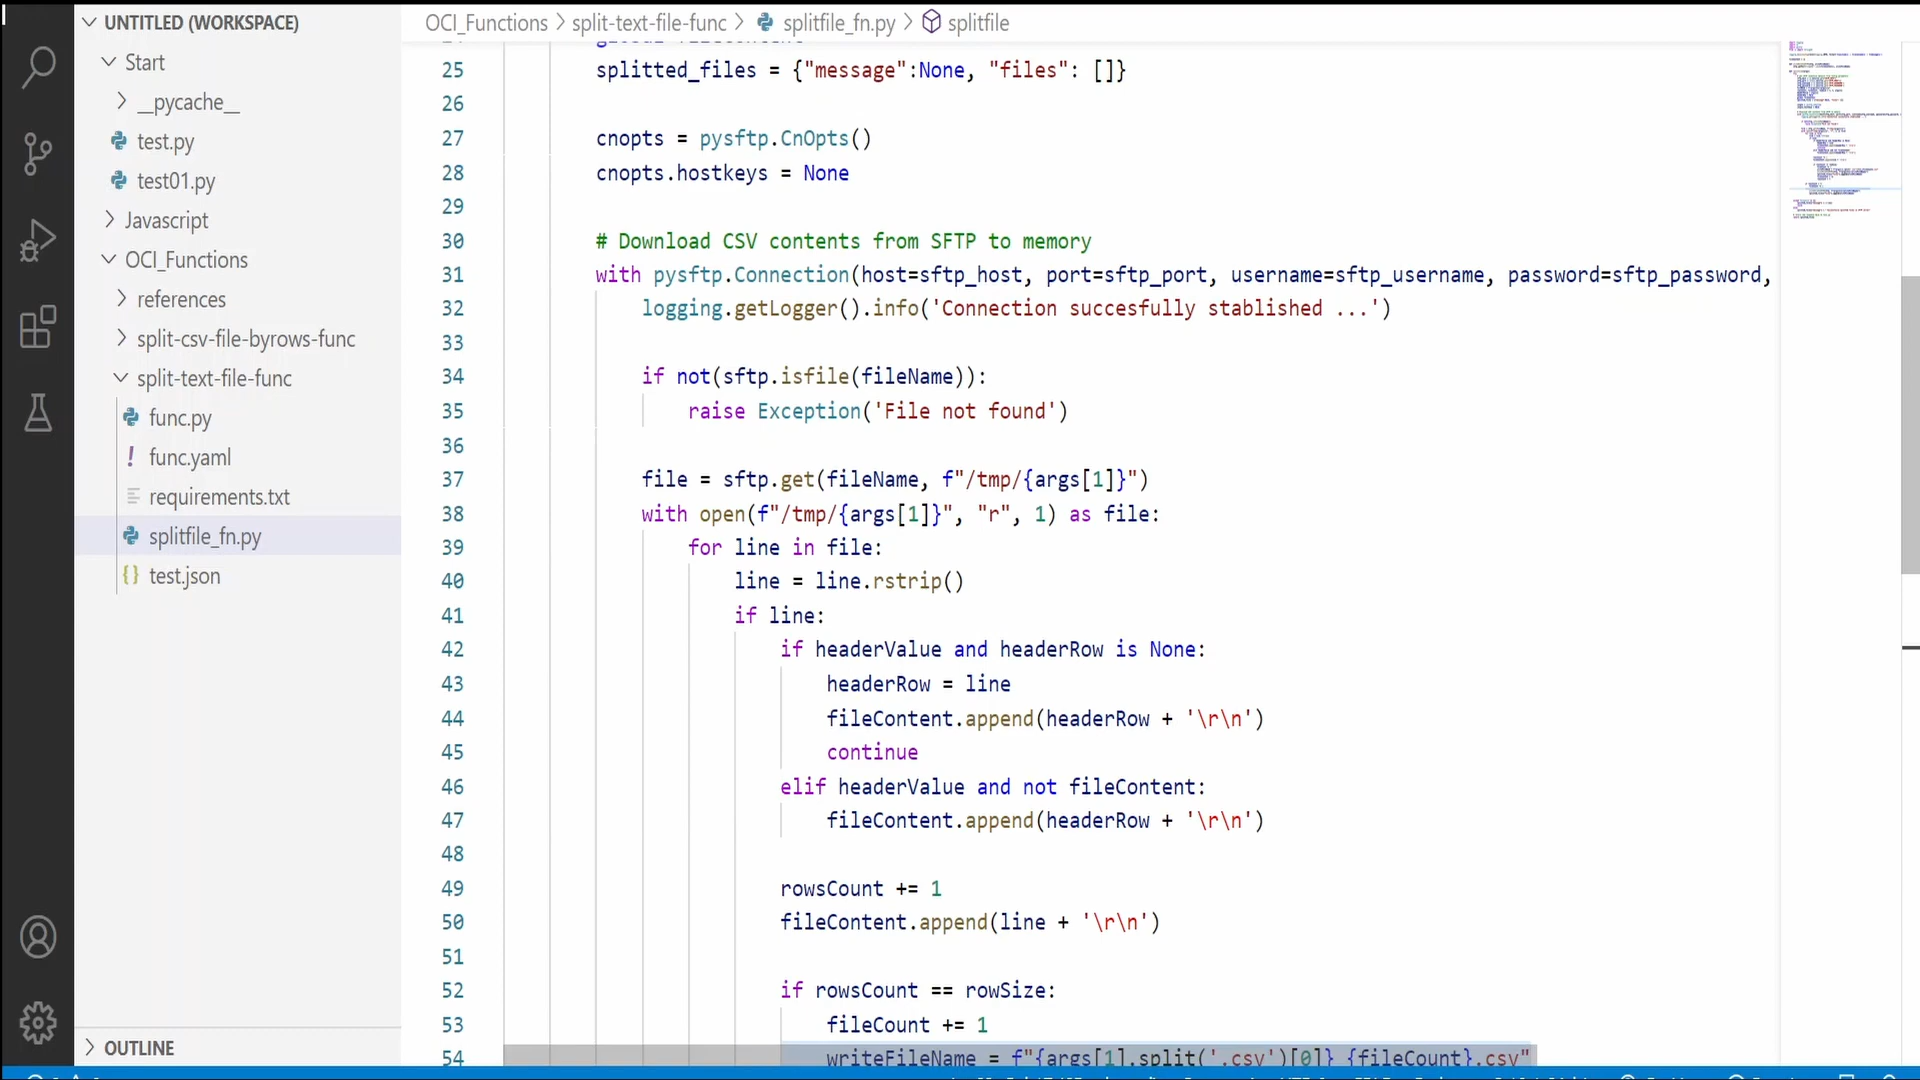 UNTITLED (WORKSPACE)
Start
__pycache__
test.py
test01.py
Javascript
OCI_Functions
references
split-csv-file-byrows-func
split-text-file-func
func.py
func.yaml
requirements.txt
splitfile_fn.py
test.json
OUTLINE
OCI_Functions > split-text-file-func > splitfile_fn.py > splitfile
25 splitted_files = {"message":None, "files": []}
26
27 cnopts = pysftp.CnOpts()
28 cnopts.hostkeys = None
29
30 # Download CSV contents from SFTP to memory
31 with pysftp.Connection(host=sftp_host, port=sftp_port, username=sftp_username, password=sftp_password,
32 logging.getLogger().info('Connection succesfully stablished ...')
33
34 if not(sftp.isfile(fileName)):
35 raise Exception('File not found')
36
37 file = sftp.get(fileName, f"/tmp/{args[1]}")
38 with open(f"/tmp/{args[1]}", "r", 1) as file:
39 for line in file:
40 line = line.rstrip()
41 if line:
42 if headerValue and headerRow is None:
43 headerRow = line
44 fileContent.append(headerRow + '\r\n')
45 continue
46 elif headerValue and not fileContent:
47 fileContent.append(headerRow + '\r\n')
48
49 rowsCount += 1
50 fileContent.append(line + '\r\n')
51
52 if rowsCount == rowSize:
53 fileCount += 1
54 writeFileName = f"{args[1].split('.csv')[0]}_{fileCount}.csv"